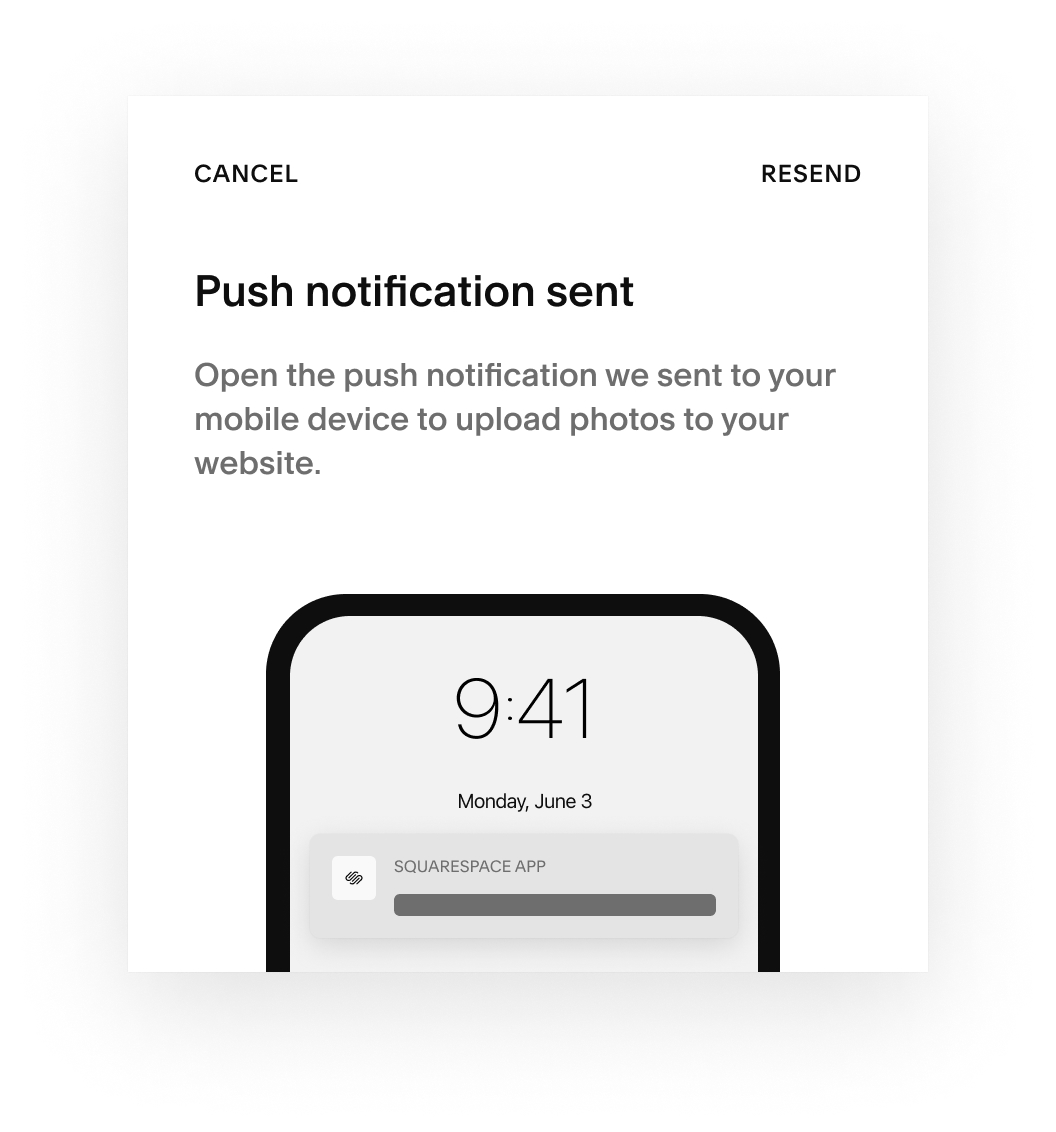 CANCEL
RESEND
Push notification sent
Open the push notification we sent to your
mobile device to upload photos to your
website.
9:41
Monday, June 3
SQUARESPACE APP